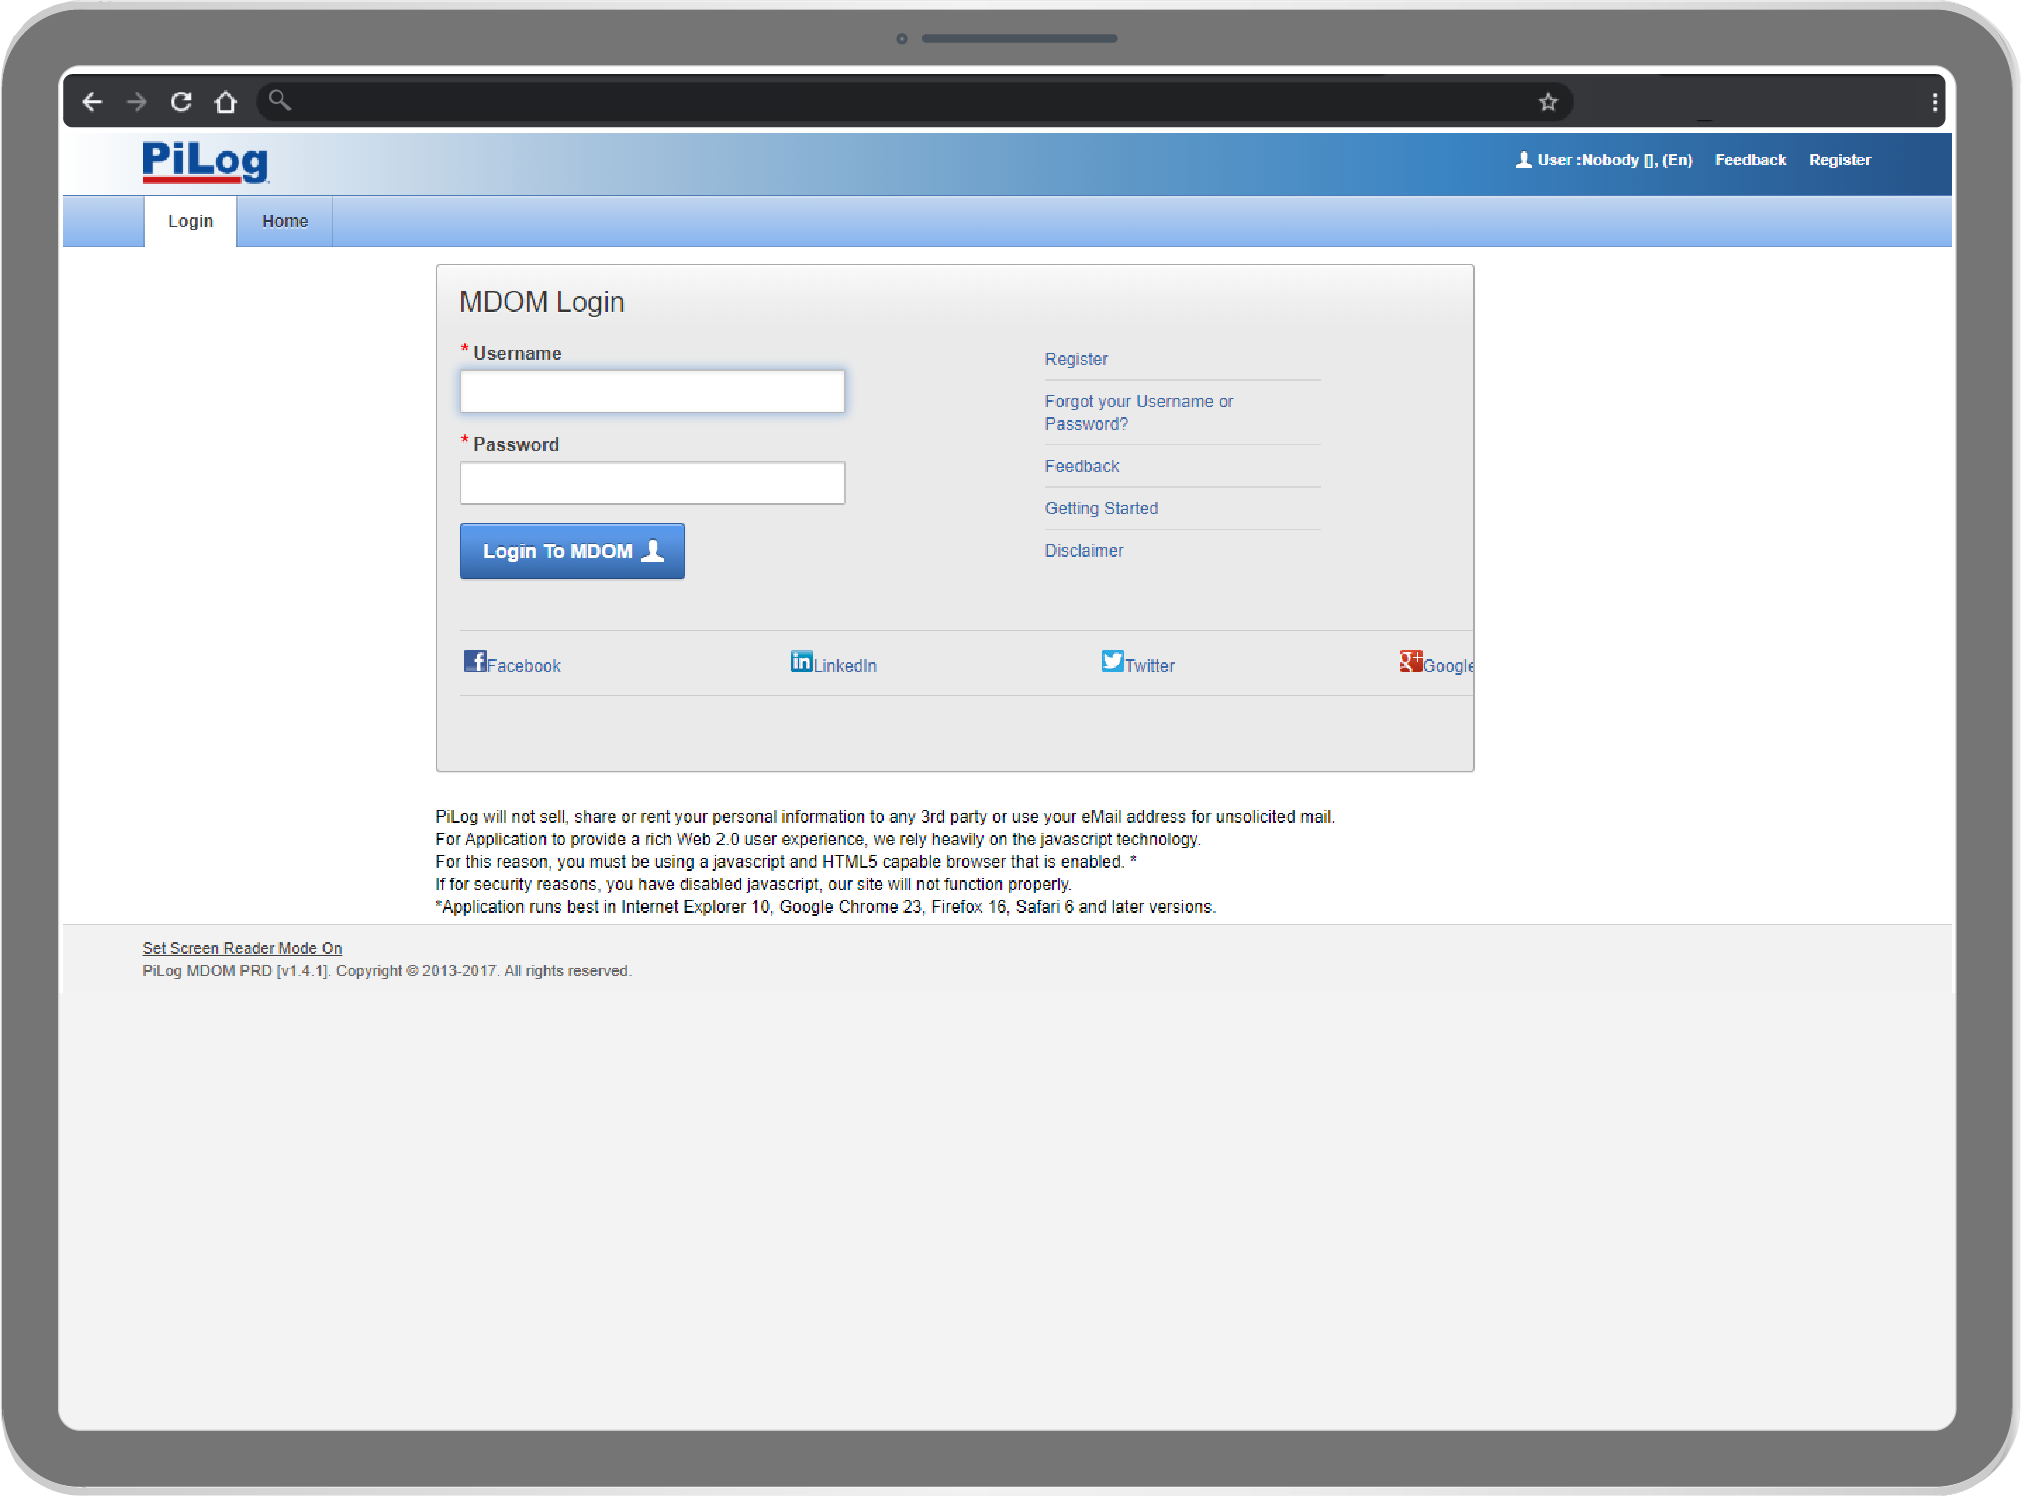 PiLog
User :Nobody [], (En) Feedback Register
Login Home
MDOM Login
* Username
* Password
Login To MDOM
Register
Forgot your Username or
Password?
Feedback
Getting Started
Disclaimer
Facebook LinkedIn Twitter Google
PiLog will not sell, share or rent your personal information to any 3rd party or use your eMail address for unsolicited mail.
For Application to provide a rich Web 2.0 user experience, we rely heavily on the javascript technology.
For this reason, you must be using a javascript and HTML5 capable browser that is enabled. *
If for security reasons, you have disabled javascript, our site will not function properly.
*Application runs best in Internet Explorer 10, Google Chrome 23, Firefox 16, Safari 6 and later versions.
Set Screen Reader Mode On
PiLog MDOM PRD [v1.4.1]. Copyright © 2013-2017. All rights reserved.